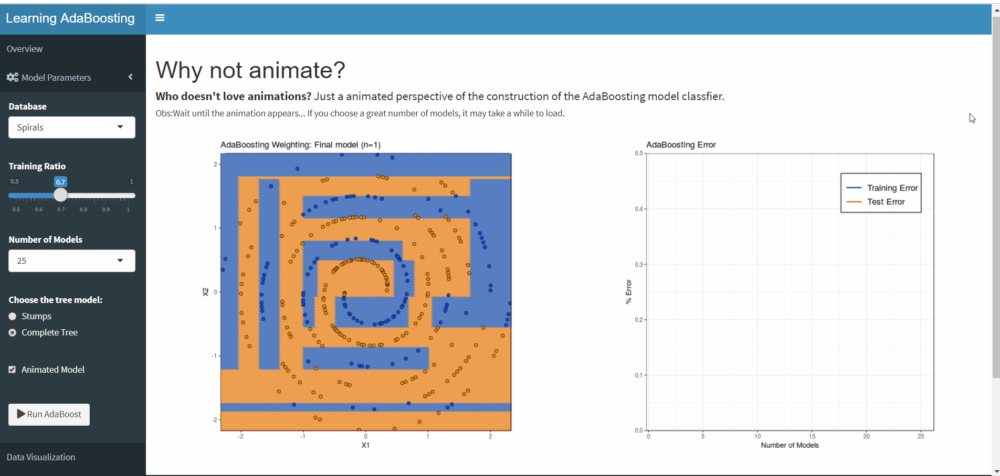 Learning AdaBoosting
Overview
Model Parameters
Database
Spirals
Training Ratio
0.5 0.7 1
0.5 0.6 0.7 0.8 0.9 1
Number of Models
25
Choose the tree model:
Stumps
Complete Tree
Animated Model
Run AdaBoost
Data Visualization
Why not animate?
Who doesn't love animations? Just a animated perspective of the construction of the AdaBoosting model classfier.
Obs:Wait until the animation appears... If you choose a great number of models, it may take a while to load.
AdaBoosting Weighting: Final model (n=1)
2
1
0
-1
-2
X2
-2 -1 0 1 2
X1
AdaBoosting Error
0.5
0.4
0.3
0.2
0.1
0.0
% Error
Training Error
Test Error
0 5 10 15 20 25
Number of Models